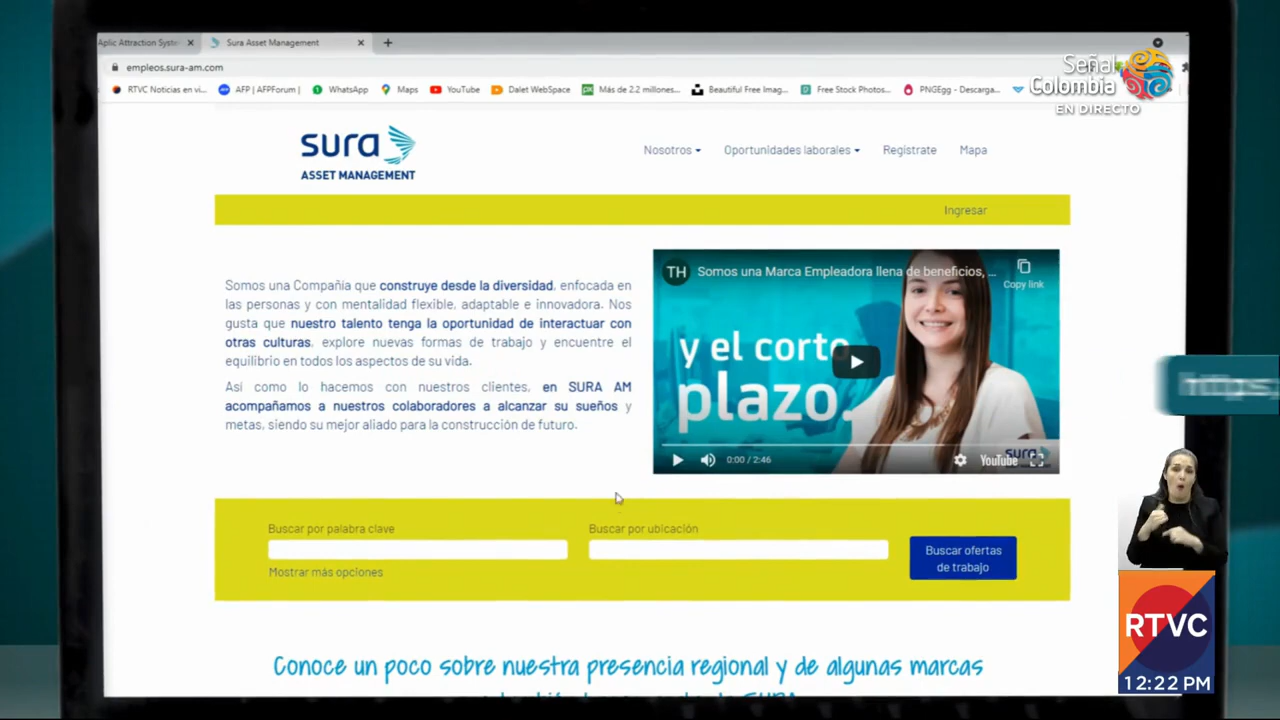 Aplic Attraction Syste
Sura Asset Management
empleos.sura-am.com
RTVC Noticias en vi...
AFP | AFPForum |
WhatsApp
Maps
YouTube
Dalet WebSpace
Más de 2.2 millones...
Beautiful Free Imag...
Free Stock Photos...
PNGEgg - Descarga...
Señal
Colombia
EN DIRECTO
sura
ASSET MANAGEMENT
Nosotros
Oportunidades laborales
Regístrate
Mapa
Ingresar
Somos una Compañía que construye desde la diversidad, enfocada en
las personas y con mentalidad flexible, adaptable e innovadora. Nos
gusta que nuestro talento tenga la oportunidad de interactuar con
otras culturas, explore nuevas formas de trabajo y encuentre el
equilibrio en todos los aspectos de su vida.
Así como lo hacemos con nuestros clientes, en SURA AM
acompañamos a nuestros colaboradores a alcanzar su sueños y
metas, siendo su mejor aliado para la construcción de futuro.
TH
Somos una Marca Empleadora llena de beneficios, ...
Copy link
y el corto
plazo.
0:00 / 2:46
YouTube
sura
https:
Buscar por palabra clave
Buscar por ubicación
Mostrar más opciones
Buscar ofertas
de trabajo
Conoce un poco sobre nuestra presencia regional y de algunas marcas
RTVC
12:22 PM